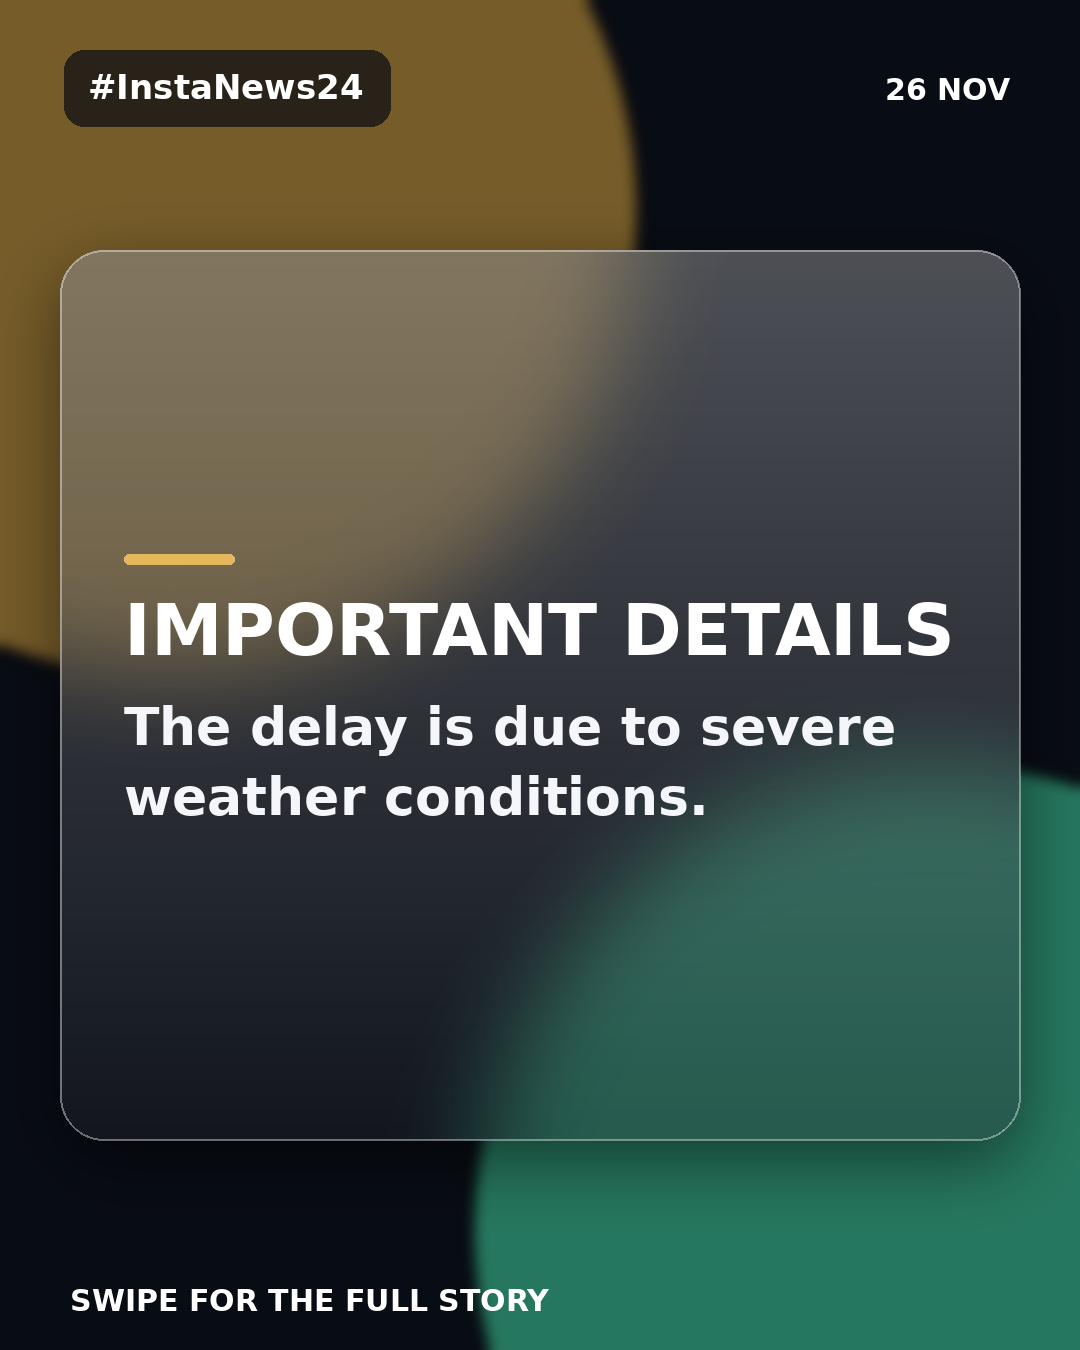 #InstaNews24
26 NOV
IMPORTANT DETAILS
The delay is due to severe
weather conditions.
SWIPE FOR THE FULL STORY